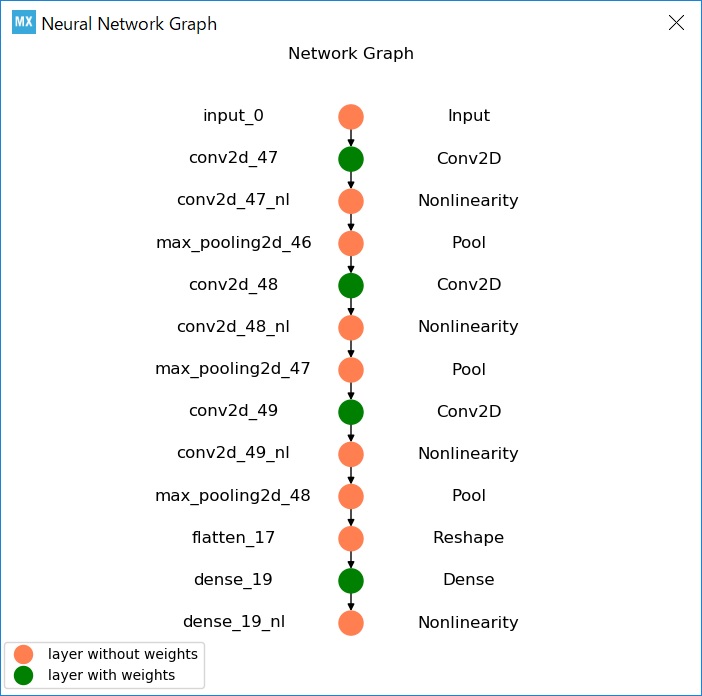 MX Neural Network Graph
Network Graph
input_0 Input
conv2d_47 Conv2D
conv2d_47_nl Nonlinearity
max_pooling2d_46 Pool
conv2d_48 Conv2D
conv2d_48_nl Nonlinearity
max_pooling2d_47 Pool
conv2d_49 Conv2D
conv2d_49_nl Nonlinearity
max_pooling2d_48 Pool
flatten_17 Reshape
dense_19 Dense
dense_19_nl Nonlinearity
layer without weights
layer with weights